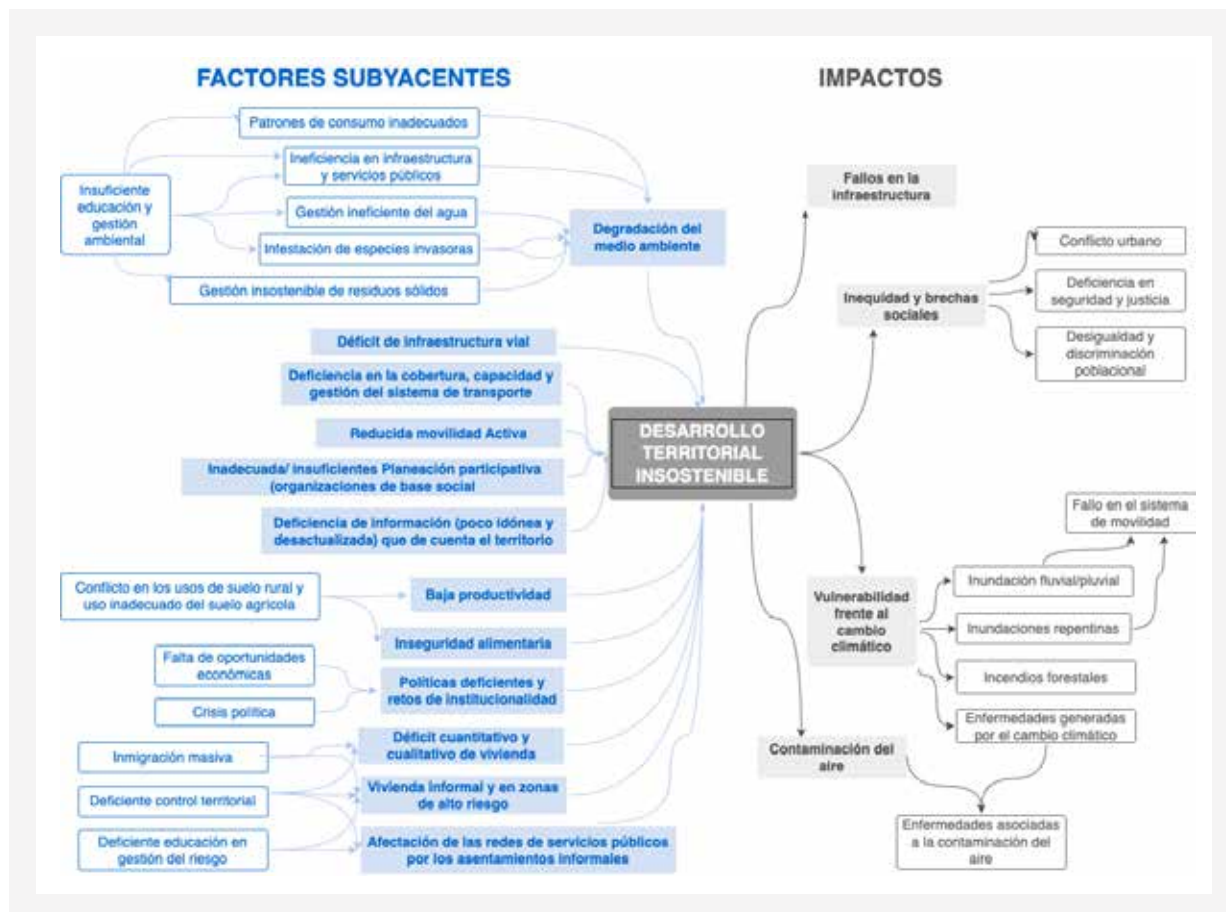 FACTORES SUBYACENTES
Patrones de consumo inadecuados
Ineficiencia en infraestructura
y servicios públicos
Insuficiente
educación y
gestión
ambiental
Gestión ineficiente del agua
Infestación de especies invasoras
Gestión insostenible de residuos sólidos
Degradación del
medio ambiente
Déficit de infraestructura vial
Deficiencia en la cobertura, capacidad y
gestión del sistema de transporte
Reducida movilidad Activa
Inadecuada/ insuficientes Planeación participativa
(organizaciones de base social
Deficiencia de información (poco idónea y
desactualizada) que de cuenta el territorio
Conflicto en los usos de suelo rural y
uso inadecuado del suelo agrícola
Baja productividad
Inseguridad alimentaria
Falta de oportunidades
económicas
Crisis política
Políticas deficientes y
retos de institucionalidad
Inmigración masiva
Deficiente control territorial
Deficiente educación en
gestión del riesgo
Déficit cuantitativo y
cualitativo de vivienda
Vivienda informal y en zonas
de alto riesgo
Afectación de las redes de servicios públicos
por los asentamientos informales
DESARROLLO
TERRITORIAL
INSOSTENIBLE
IMPACTOS
Fallos en la
infraestructura
Inequidad y brechas
sociales
Conflicto urbano
Deficiencia en
seguridad y justicia
Desigualdad y
discriminación
poblacional
Vulnerabilidad
frente al
cambio
climático
Fallo en el sistema
de movilidad
Inundación fluvial/pluvial
Inundaciones repentinas
Incendios forestales
Enfermedades generadas
por el cambio climático
Contaminación del
aire
Enfermedades asociadas
a la contaminación del
aire